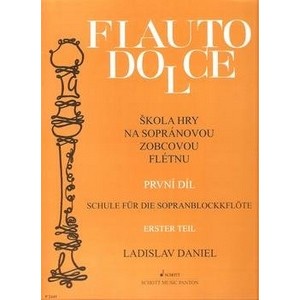 FLAUTO
DOLCE
ŠKOLA HRY
NA SOPRÁNOVOU
ZOBCOVOU
FLÉTNU
PRVNÍ DÍL
SCHULE FÜR DIE SOPRANBLOCKFLÖTE
ERSTER TEIL
LADISLAV DANIEL
SCHOTT
SCHOTT MUSIC PANTON